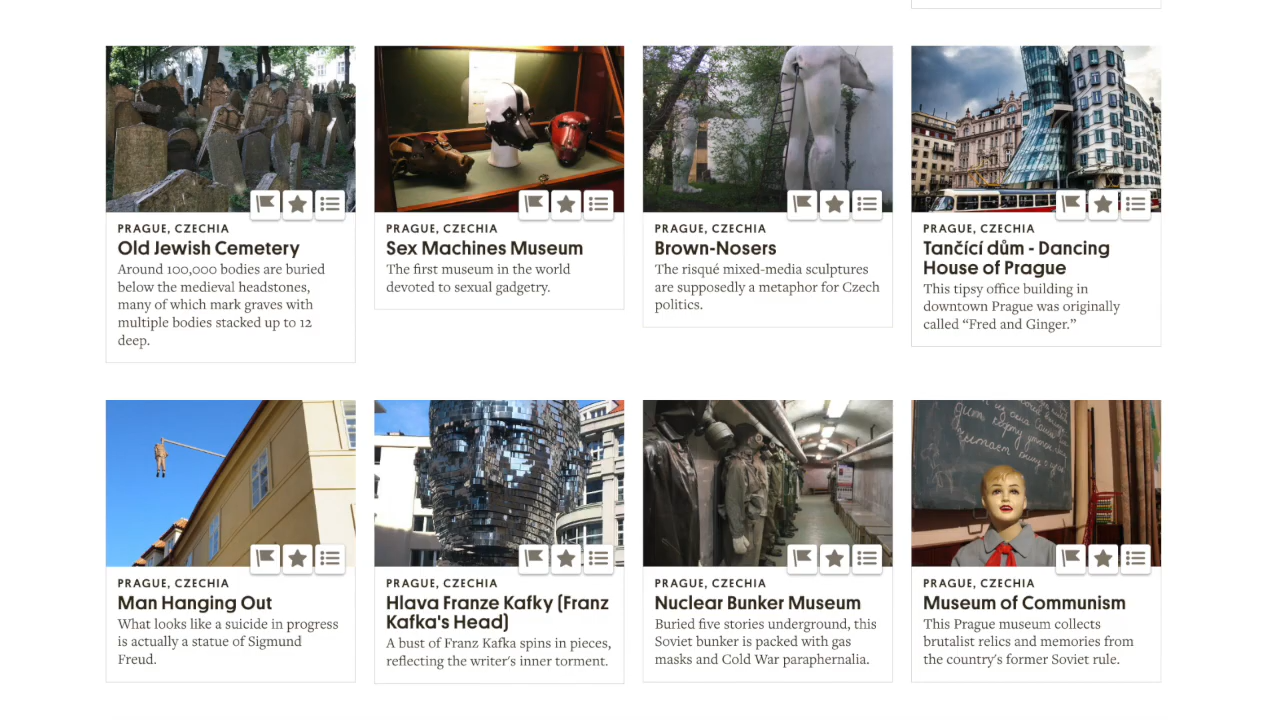 PRAGUE, CZECHIA
Old Jewish Cemetery
Around 100,000 bodies are buried
below the medieval headstones,
many of which mark graves with
multiple bodies stacked up to 12
deep.
PRAGUE, CZECHIA
Sex Machines Museum
The first museum in the world
devoted to sexual gadgetry.
PRAGUE, CZECHIA
Brown-Nosers
The risqué mixed-media sculptures
are supposedly a metaphor for Czech
politics.
PRAGUE, CZECHIA
Tančící dům - Dancing
House of Prague
This tipsy office building in
downtown Prague was originally
called “Fred and Ginger.”
PRAGUE, CZECHIA
Man Hanging Out
What looks like a suicide in progress
is actually a statue of Sigmund
Freud.
PRAGUE, CZECHIA
Hlava Franze Kafky (Franz
Kafka's Head)
A bust of Franz Kafka spins in pieces,
reflecting the writer's inner torment.
PRAGUE, CZECHIA
Nuclear Bunker Museum
Buried five stories underground, this
Soviet bunker is packed with gas
masks and Cold War paraphernalia.
PRAGUE, CZECHIA
Museum of Communism
This Prague museum collects
brutalist relics and memories from
the country's former Soviet rule.